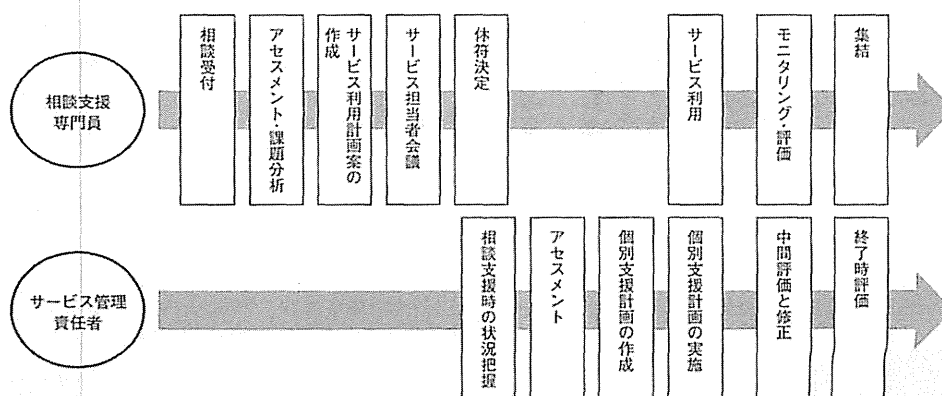 相談支援
専門員
相談受付
アセスメント・課題分析
サービス利用計画案の
作成
サービス担当者会議
休符決定
サービス利用
モニタリング・評価
集結
サービス管理
責任者
相談支援時の状況把握
アセスメント
個別支援計画の作成
個別支援計画の実施
中間評価と修正
終了時評価